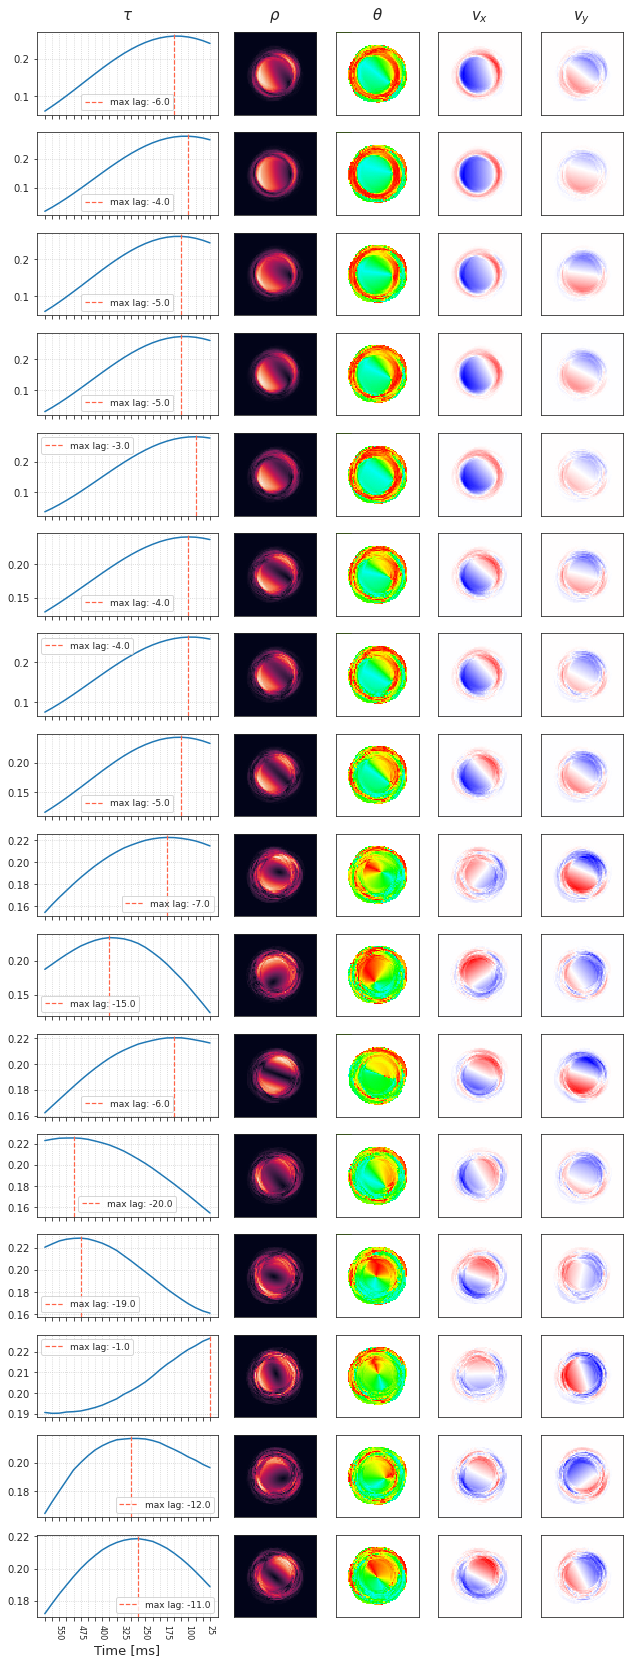 τ ρ θ v_x v_y
0.2
0.1
max lag: -6.0
0.2
0.1
max lag: -4.0
0.2
0.1
max lag: -5.0
0.2
0.1
max lag: -5.0
max lag: -3.0
0.2
0.1
0.20
0.15
max lag: -4.0
max lag: -4.0
0.2
0.1
0.20
0.15
max lag: -5.0
0.22
0.20
0.18
0.16
max lag: -7.0
0.20
0.15
max lag: -15.0
0.22
0.20
0.18
0.16
max lag: -6.0
0.22
0.20
0.18
0.16
max lag: -20.0
0.22
0.20
0.18
0.16
max lag: -19.0
max lag: -1.0
0.22
0.21
0.20
0.19
0.20
0.18
max lag: -12.0
0.22
0.20
0.18
max lag: -11.0
550 475 400 325 250 175 100 25
Time [ms]